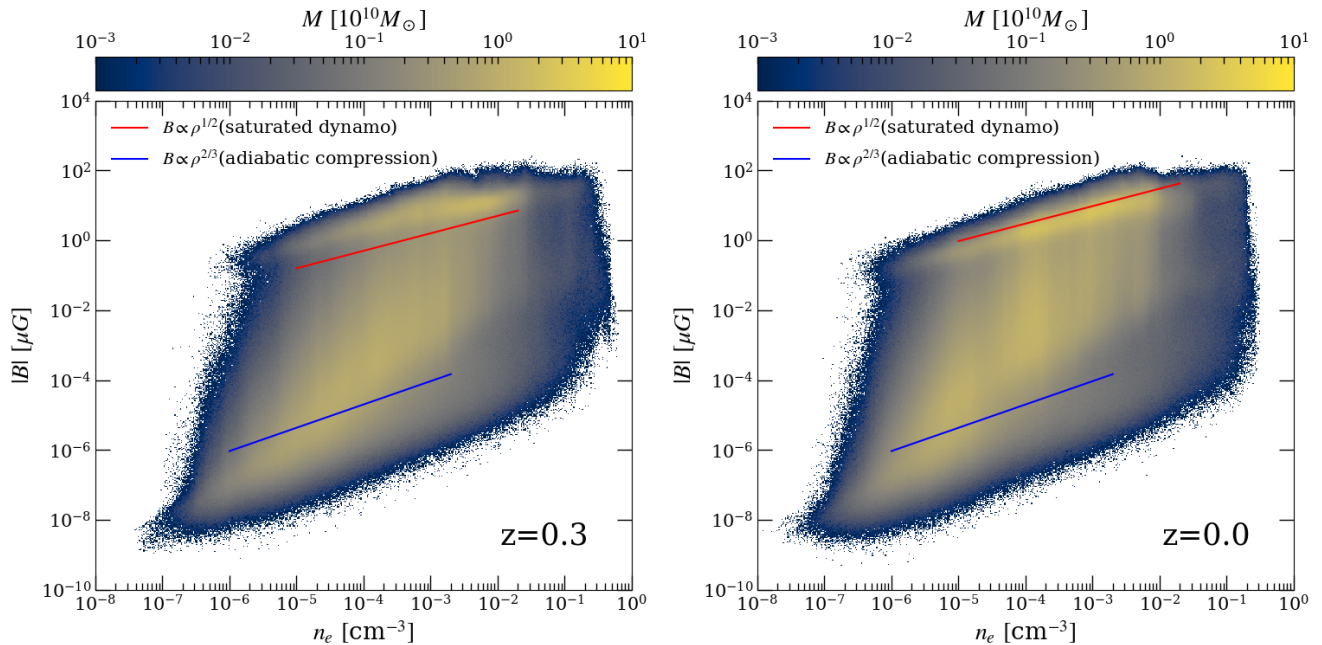 M [10^10 M_⊙]
10^-3 10^-2 10^-1 10^0 10^1
10^4
B∝ρ^1/2(saturated dynamo)
B∝ρ^2/3(adiabatic compression)
10^2
10^0
10^-2
10^-4
10^-6
10^-8
10^-10
|B| [μG]
z=0.3
10^-8 10^-7 10^-6 10^-5 10^-4 10^-3 10^-2 10^-1 10^0
n_e [cm^-3]
M [10^10 M_⊙]
10^-3 10^-2 10^-1 10^0 10^1
10^4
B∝ρ^1/2(saturated dynamo)
B∝ρ^2/3(adiabatic compression)
10^2
10^0
10^-2
10^-4
10^-6
10^-8
10^-10
|B| [μG]
z=0.0
10^-8 10^-7 10^-6 10^-5 10^-4 10^-3 10^-2 10^-1 10^0
n_e [cm^-3]